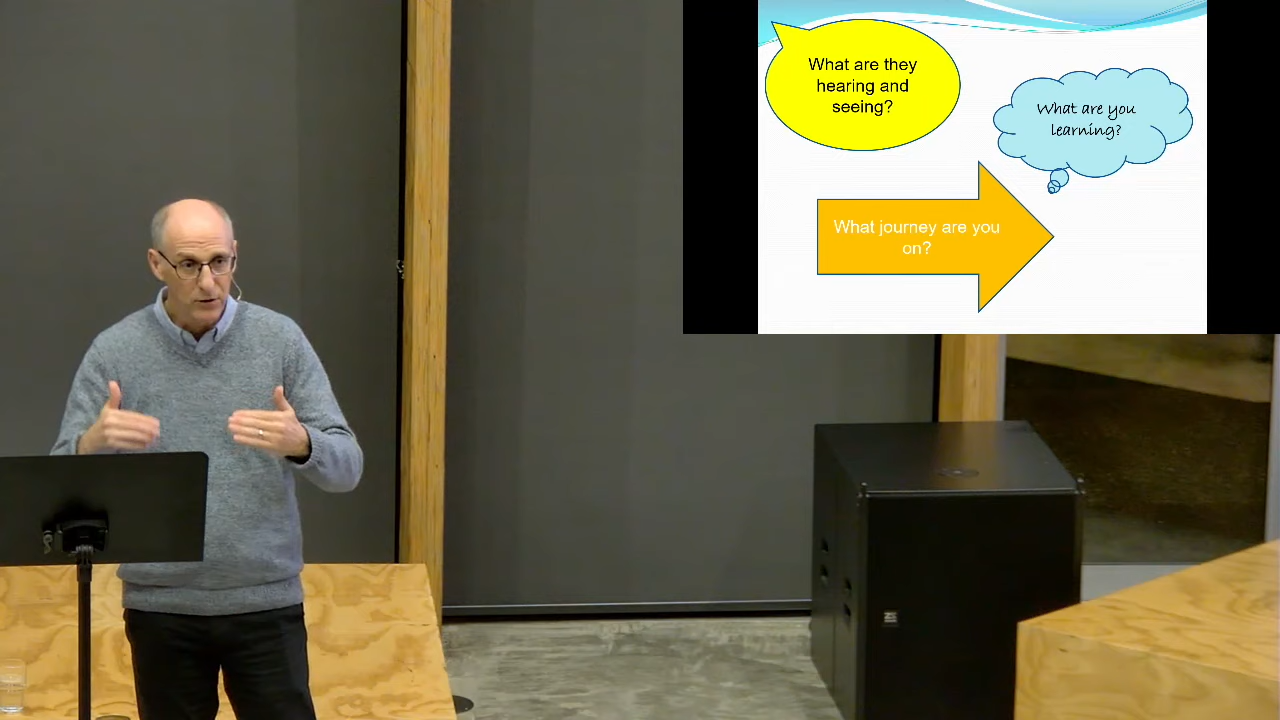 What are they
hearing and
seeing?
What are you
learning?
What journey are you
on?